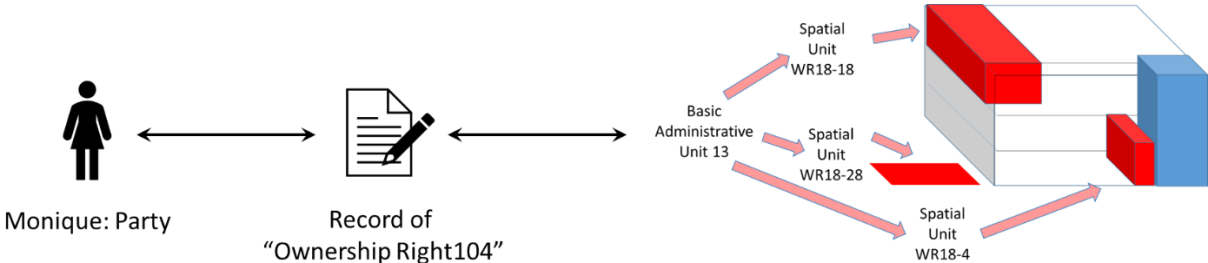 Monique: Party
Record of
“Ownership Right104”
Basic
Administrative
Unit 13
Spatial
Unit
WR18-18
Spatial
Unit
WR18-28
Spatial
Unit
WR18-4